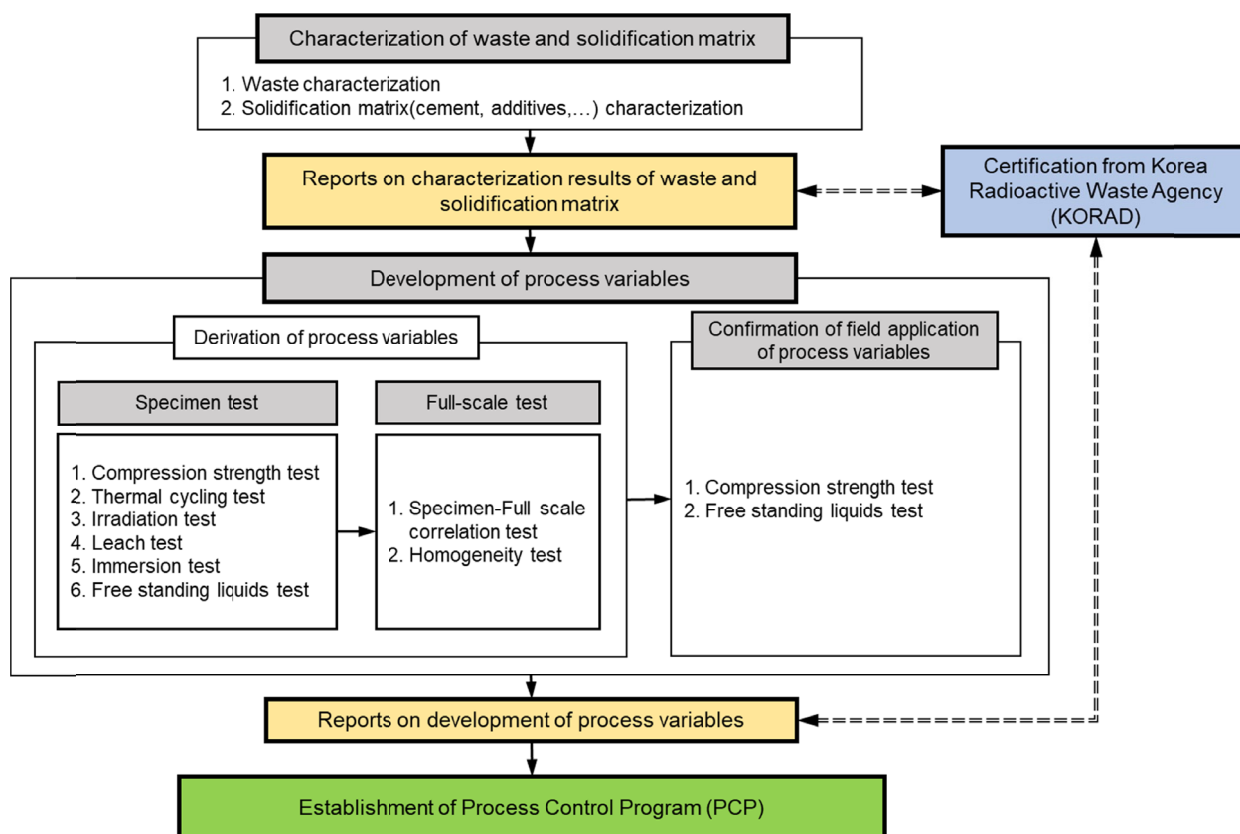 Characterization of waste and solidification matrix
1. Waste characterization
2. Solidification matrix(cement, additives,…) characterization
Reports on characterization results of waste and
solidification matrix
Certification from Korea
Radioactive Waste Agency
(KORAD)
Development of process variables
Derivation of process variables
Specimen test
1. Compression strength test
2. Thermal cycling test
3. Irradiation test
4. Leach test
5. Immersion test
6. Free standing liquids test
Full-scale test
1. Specimen-Full scale
correlation test
2. Homogeneity test
Confirmation of field application
of process variables
1. Compression strength test
2. Free standing liquids test
Reports on development of process variables
Establishment of Process Control Program (PCP)